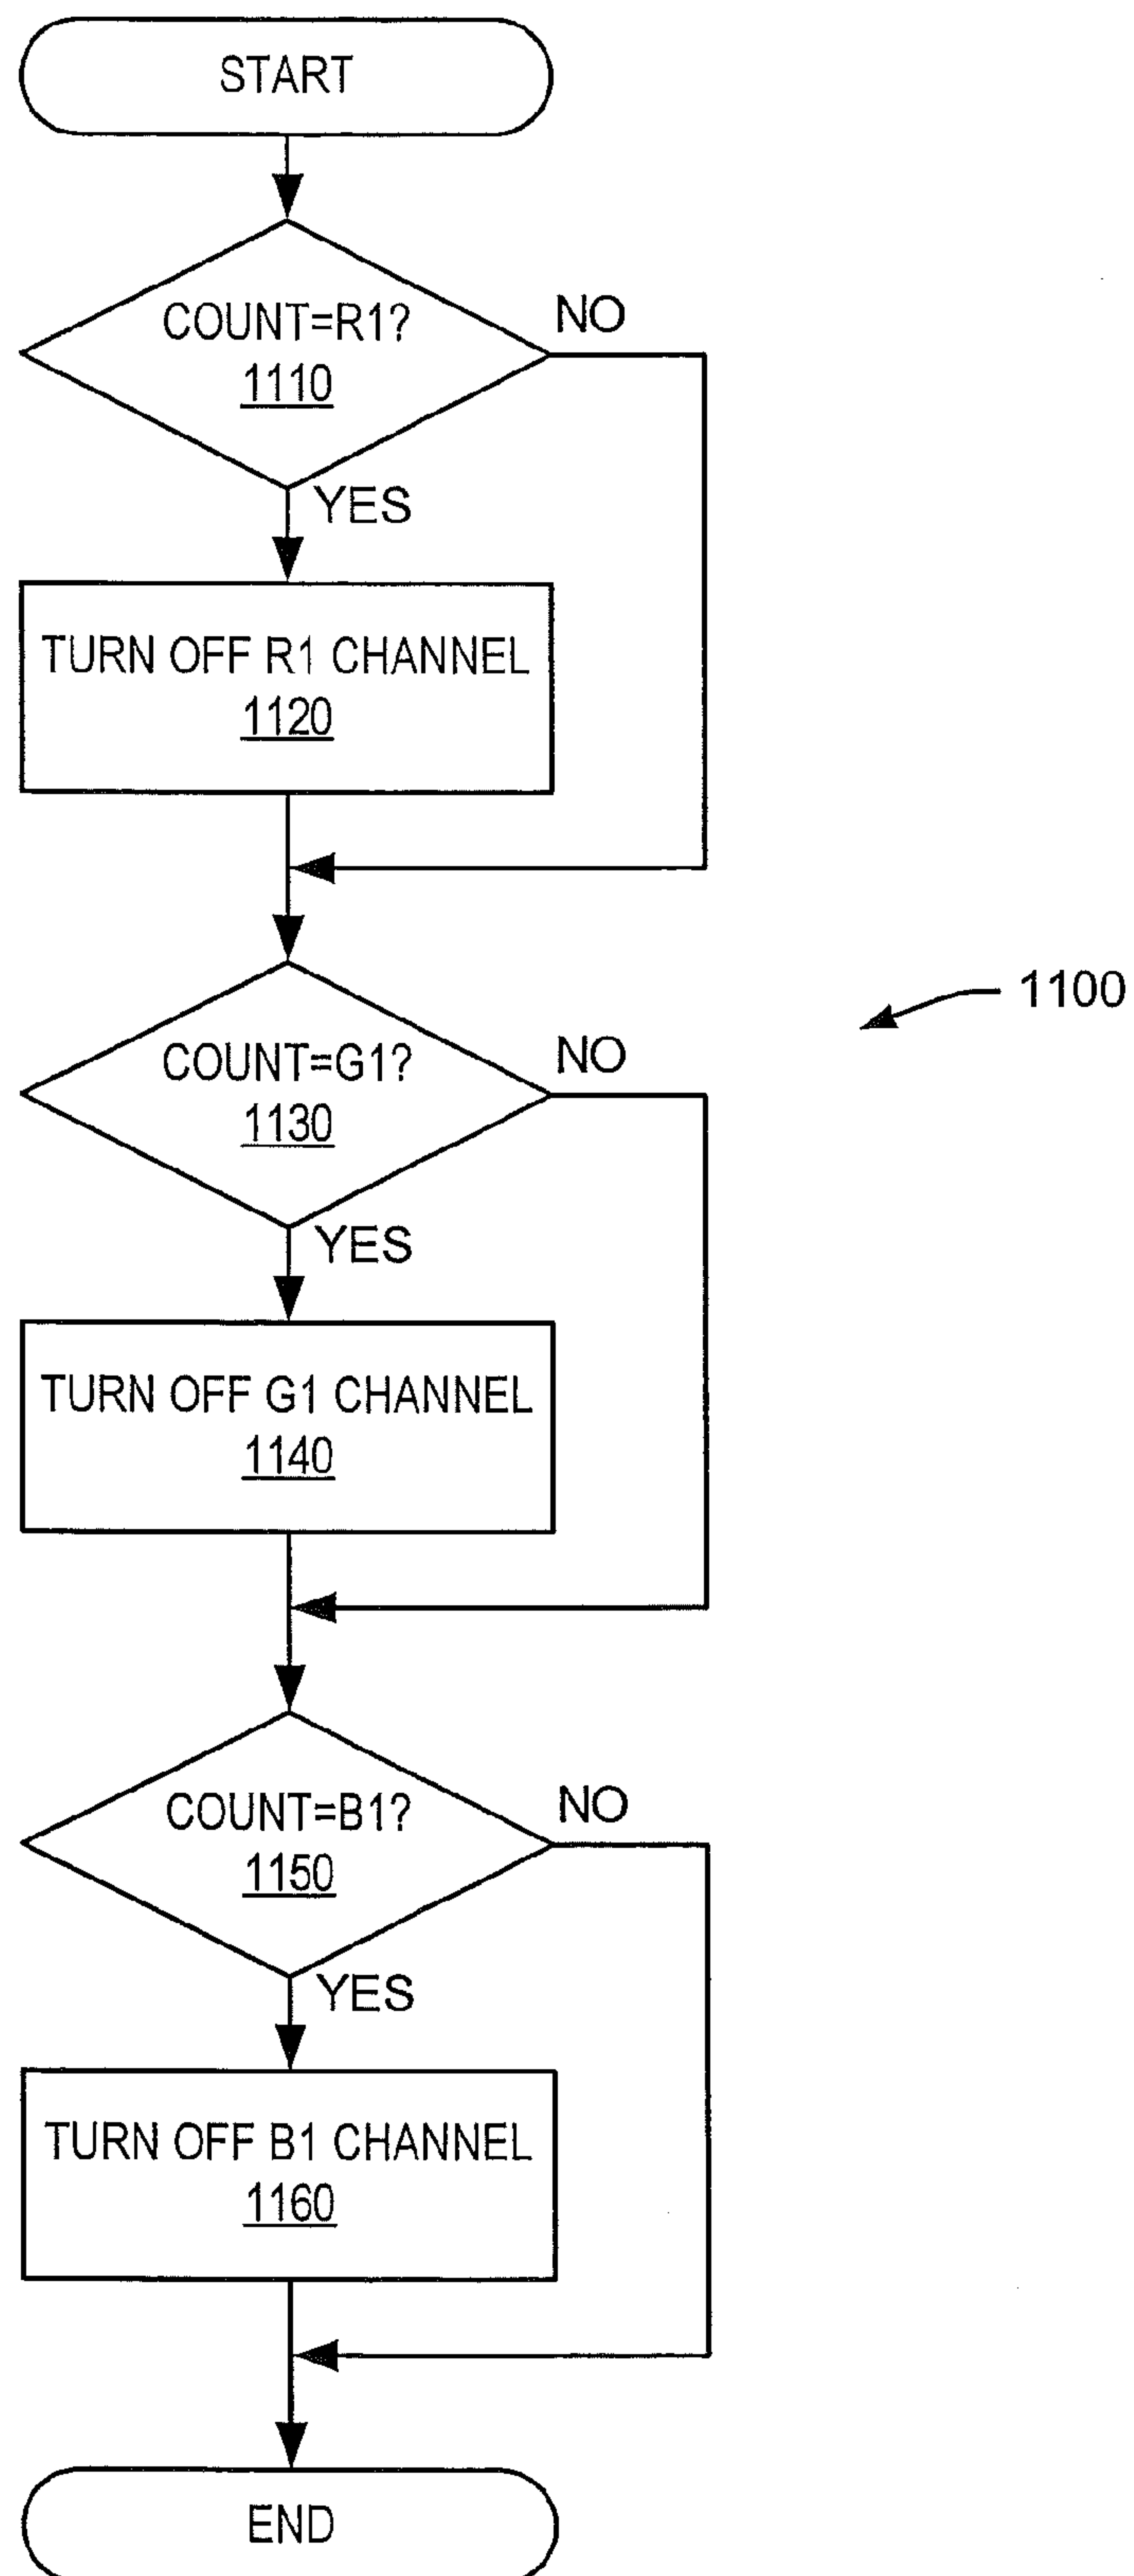 START
COUNT=R1?
1110
NO
YES
TURN OFF R1 CHANNEL
1120
1100
COUNT=G1?
1130
NO
YES
TURN OFF G1 CHANNEL
1140
COUNT=B1?
1150
NO
YES
TURN OFF B1 CHANNEL
1160
END